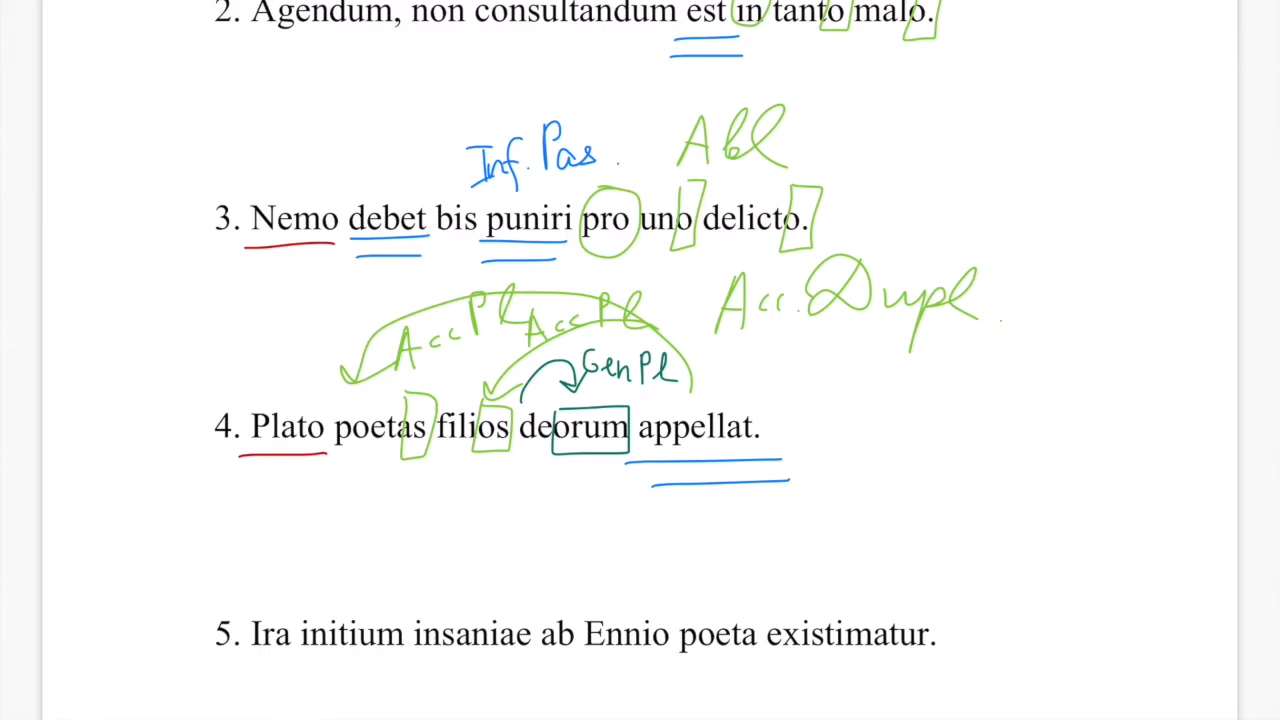 2. Agendum, non consultandum est in tanto malo.
Inf. Pas. Abl
3. Nemo debet bis puniri pro uno delicto.
Acc Pl Acc Pl Acc. Dupl.
Gen Pl
4. Plato poetas filios deorum appellat.
5. Ira initium insaniae ab Ennio poeta existimatur.